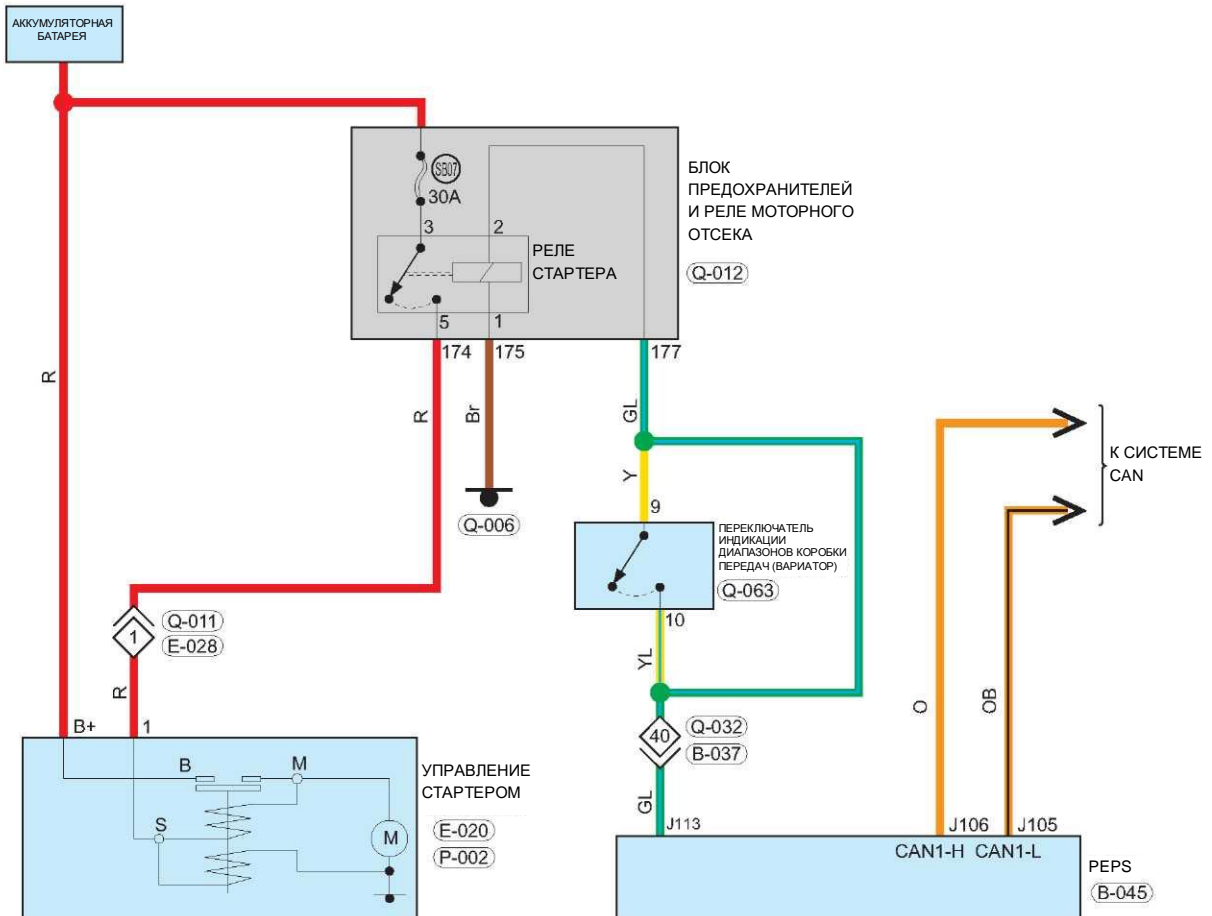 АККУМУЛЯТОРНАЯ
БАТАРЕЯ
SB07
30A
3
2
РЕЛЕ
СТАРТЕРА
5
1
БЛОК
ПРЕДОХРАНИТЕЛЕЙ
И РЕЛЕ МОТОРНОГО
ОТСЕКА
Q-012
174
175
177
R
R
Br
GL
Q-006
Y
9
ПЕРЕКЛЮЧАТЕЛЬ
ИНДИКАЦИИ
ДИАПАЗОНОВ КОРОБКИ
ПЕРЕДАЧ (ВАРИАТОР)
Q-063
10
YL
К СИСТЕМЕ
CAN
O
OB
1
Q-011
E-028
R
40
Q-032
B-037
GL
B+
1
B
M
S
M
УПРАВЛЕНИЕ
СТАРТЕРОМ
E-020
P-002
J113
J106
J105
CAN1-H
CAN1-L
PEPS
B-045